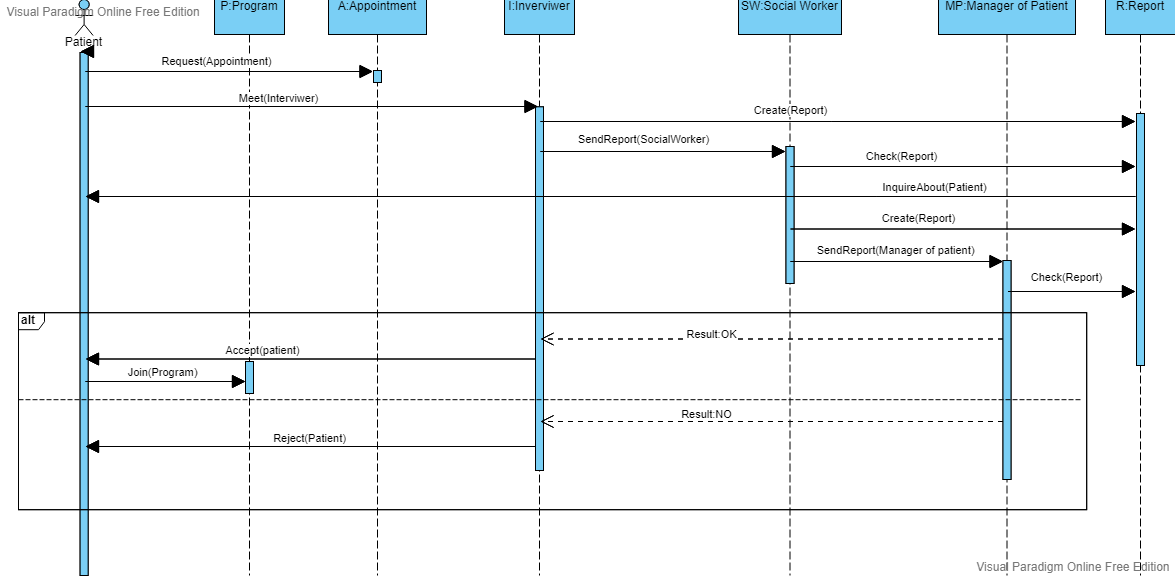 Visual Paradigm Online Free Edition
P:Program
A:Appointment
I:Inverviwer
SW:Social Worker
MP:Manager of Patient
R:Report
Patient
Request(Appointment)
Meet(Interviwer)
Create(Report)
SendReport(SocialWorker)
Check(Report)
InquireAbout(Patient)
Create(Report)
SendReport(Manager of patient)
Check(Report)
alt
Result:OK
Accept(patient)
Join(Program)
Result:NO
Reject(Patient)
Visual Paradigm Online Free Edition